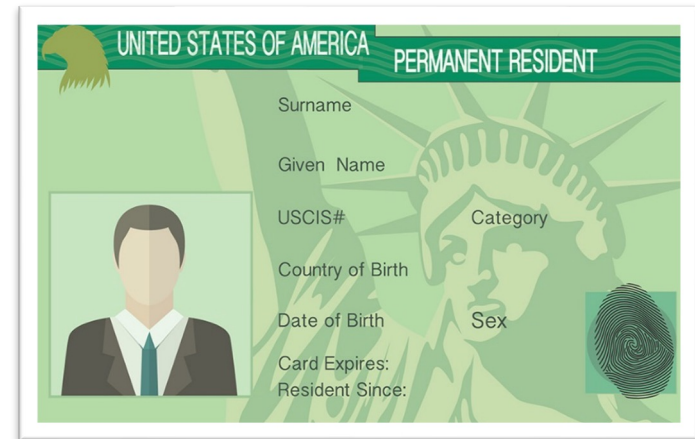 UNITED STATES OF AMERICA
PERMANENT RESIDENT
Surname
Given Name
USCIS# Category
Country of Birth
Date of Birth Sex
Card Expires:
Resident Since: